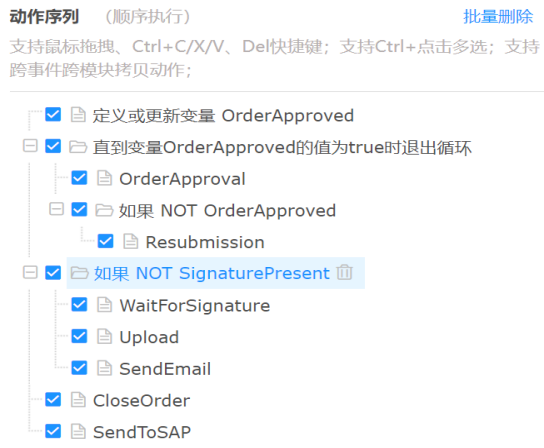 动作序列 （顺序执行） 批量删除
支持鼠标拖拽、Ctrl+C/X/V、Del快捷键；支持Ctrl+点击多选；支持
跨事件跨模块拷贝动作；
定义或更新变量 OrderApproved
直到变量OrderApproved的值为true时退出循环
OrderApproval
如果 NOT OrderApproved
Resubmission
如果 NOT SignaturePresent
WaitForSignature
Upload
SendEmail
CloseOrder
SendToSAP